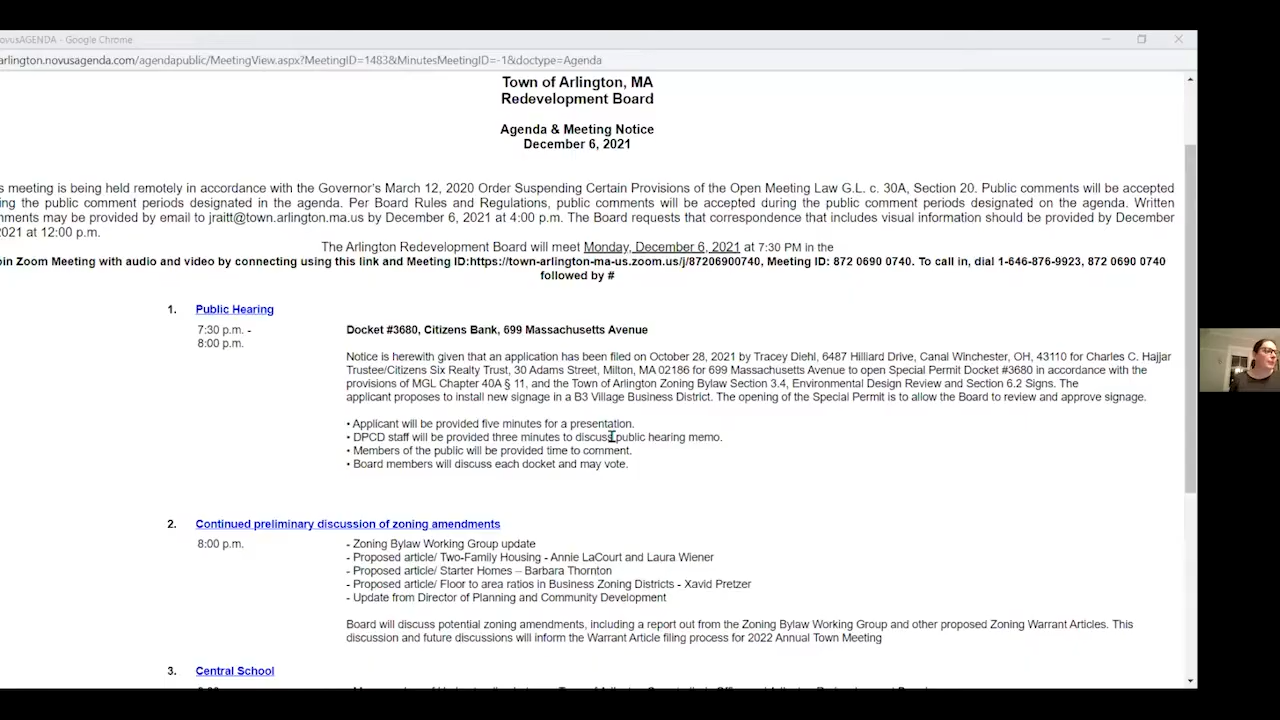 ovusAGENDA - Google Chrome
arlington.novusagenda.com/agendapublic/MeetingView.aspx?MeetingID=1483&MinutesMeetingID=-1&doctype=Agenda
Town of Arlington, MA
Redevelopment Board
Agenda & Meeting Notice
December 6, 2021
s meeting is being held remotely in accordance with the Governor's March 12, 2020 Order Suspending Certain Provisions of the Open Meeting Law G.L. c. 30A, Section 20. Public comments will be accepted
ing the public comment periods designated in the agenda. Per Board Rules and Regulations, public comments will be accepted during the public comment periods designated on the agenda. Written
nments may be provided by email to jraitt@town.arlington.ma.us by December 6, 2021 at 4:00 p.m. The Board requests that correspondence that includes visual information should be provided by December
2021 at 12:00 p.m.
The Arlington Redevelopment Board will meet Monday, December 6, 2021 at 7:30 PM in the
oin Zoom Meeting with audio and video by connecting using this link and Meeting ID:https://town-arlington-ma-us.zoom.us/j/87206900740, Meeting ID: 872 0690 0740. To call in, dial 1-646-876-9923, 872 0690 0740
followed by #
1. Public Hearing
7:30 p.m. - Docket #3680, Citizens Bank, 699 Massachusetts Avenue
8:00 p.m.
Notice is herewith given that an application has been filed on October 28, 2021 by Tracey Diehl, 6487 Hilliard Drive, Canal Winchester, OH, 43110 for Charles C. Hajjar
Trustee/Citizens Six Realty Trust, 30 Adams Street, Milton, MA 02186 for 699 Massachusetts Avenue to open Special Permit Docket #3680 in accordance with the
provisions of MGL Chapter 40A § 11, and the Town of Arlington Zoning Bylaw Section 3.4, Environmental Design Review and Section 6.2 Signs. The
applicant proposes to install new signage in a B3 Village Business District. The opening of the Special Permit is to allow the Board to review and approve signage.
• Applicant will be provided five minutes for a presentation.
• DPCD staff will be provided three minutes to discuss public hearing memo.
• Members of the public will be provided time to comment.
• Board members will discuss each docket and may vote.
2. Continued preliminary discussion of zoning amendments
8:00 p.m. - Zoning Bylaw Working Group update
- Proposed article/ Two-Family Housing - Annie LaCourt and Laura Wiener
- Proposed article/ Starter Homes – Barbara Thornton
- Proposed article/ Floor to area ratios in Business Zoning Districts - Xavid Pretzer
- Update from Director of Planning and Community Development
Board will discuss potential zoning amendments, including a report out from the Zoning Bylaw Working Group and other proposed Zoning Warrant Articles. This
discussion and future discussions will inform the Warrant Article filing process for 2022 Annual Town Meeting
3. Central School